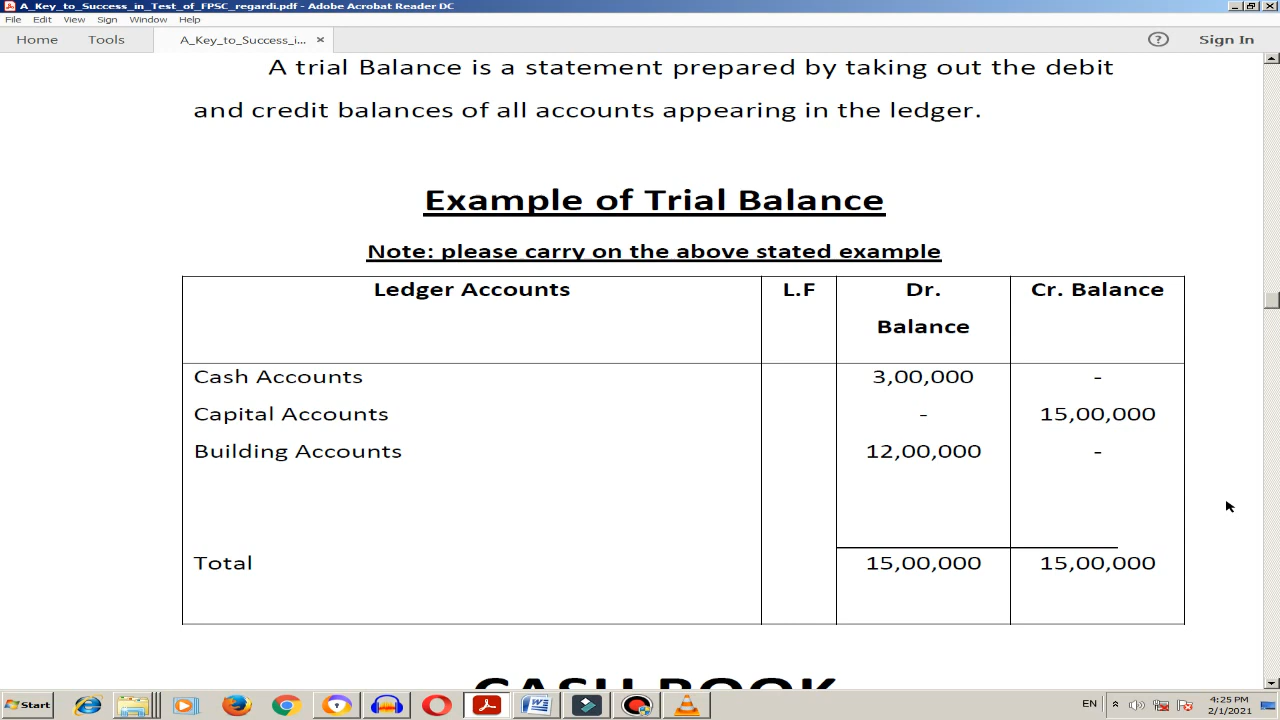 A_Key_to_Success_in_Test_of_FPSC_regardi.pdf - Adobe Acrobat Reader DC
File Edit View Sign Window Help
Home Tools A_Key_to_Success_i... × ? Sign In
A trial Balance is a statement prepared by taking out the debit
and credit balances of all accounts appearing in the ledger.
Example of Trial Balance
Note: please carry on the above stated example
Ledger Accounts L.F Dr. Cr. Balance
Balance
Cash Accounts 3,00,000 -
Capital Accounts - 15,00,000
Building Accounts 12,00,000 -
Total 15,00,000 15,00,000
CASH BOOK
Start EN 4:25 PM
2/1/2021